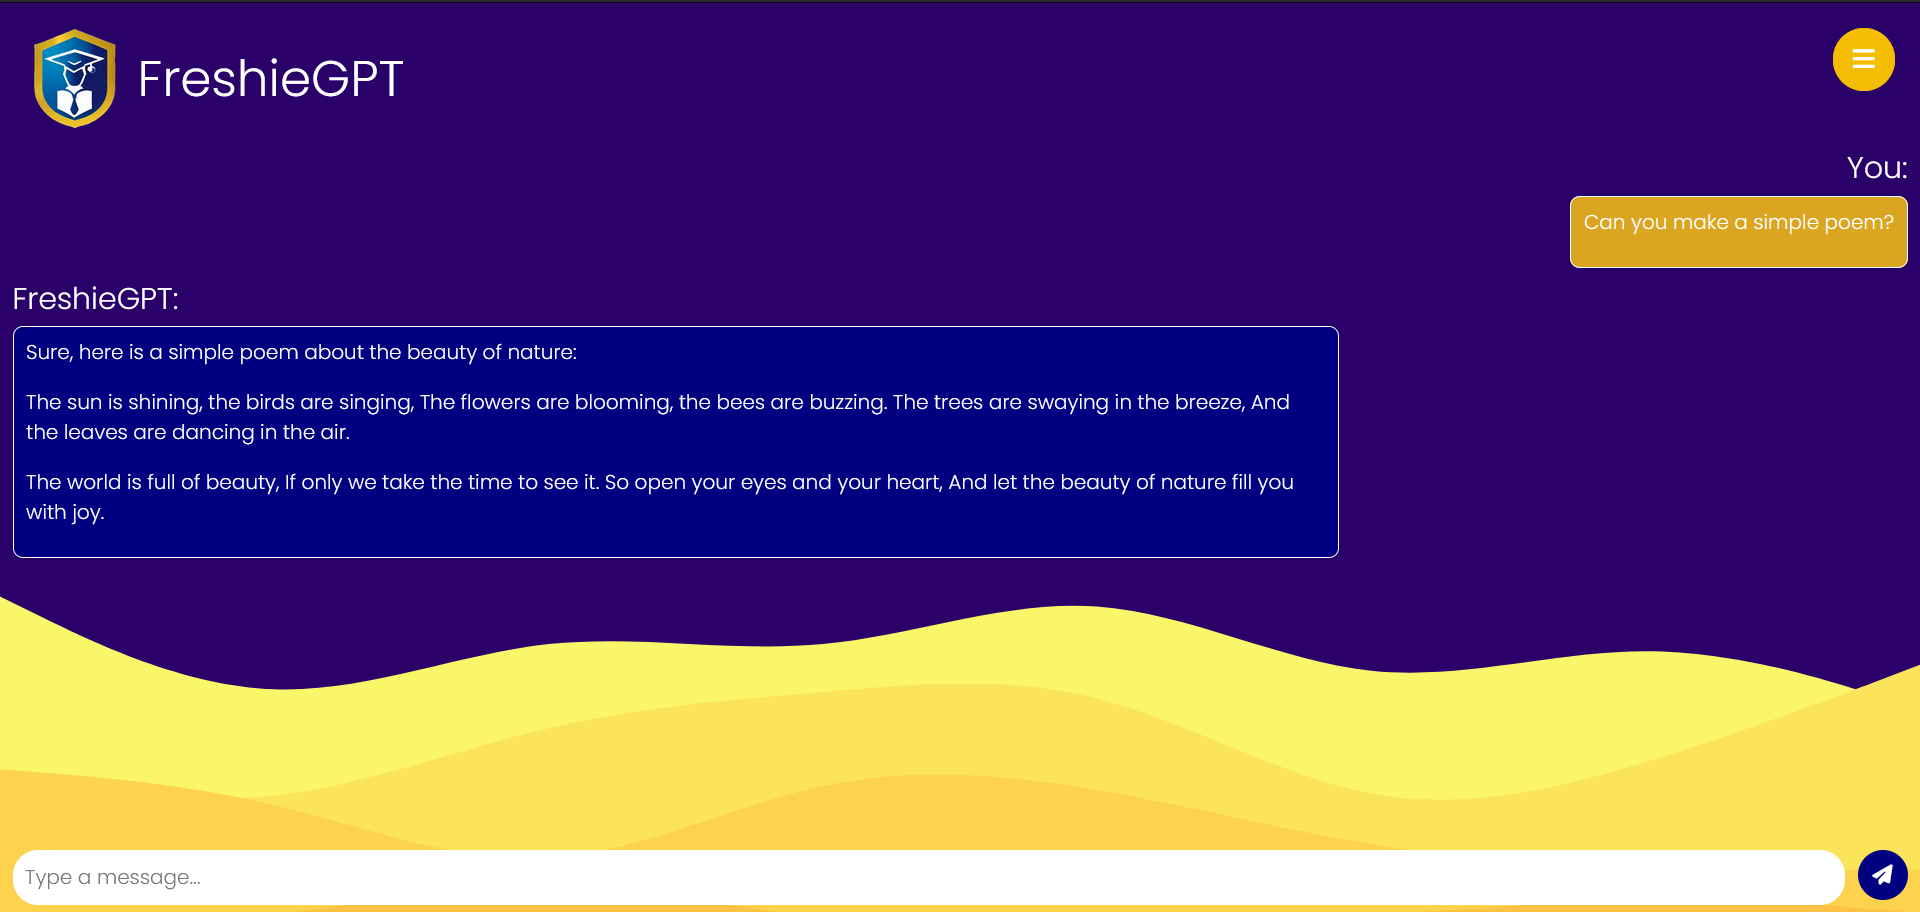 FreshieGPT
You:
Can you make a simple poem?
FreshieGPT:
Sure, here is a simple poem about the beauty of nature:
The sun is shining, the birds are singing, The flowers are blooming, the bees are buzzing. The trees are swaying in the breeze, And
the leaves are dancing in the air.
The world is full of beauty, If only we take the time to see it. So open your eyes and your heart, And let the beauty of nature fill you
with joy.
Type a message...